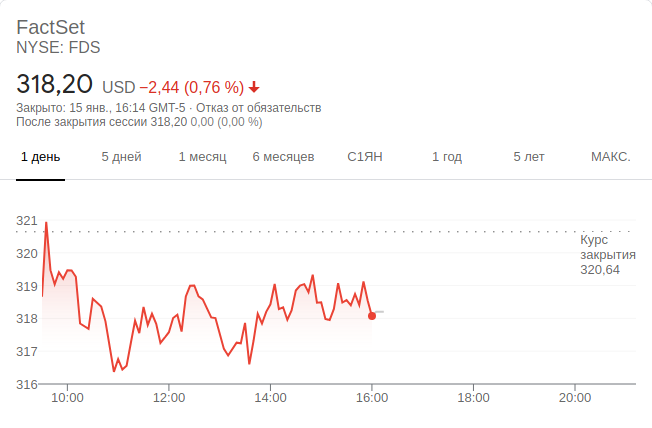 FactSet
NYSE: FDS
318,20 USD −2,44 (0,76 %)
Закрыто: 15 янв., 16:14 GMT-5 · Отказ от обязательств
После закрытия сессии 318,20 0,00 (0,00 %)
1 день 5 дней 1 месяц 6 месяцев С1ЯН 1 год 5 лет МАКС.
321
Курс
закрытия
320,64
320
319
318
317
316
10:00 12:00 14:00 16:00 18:00 20:00